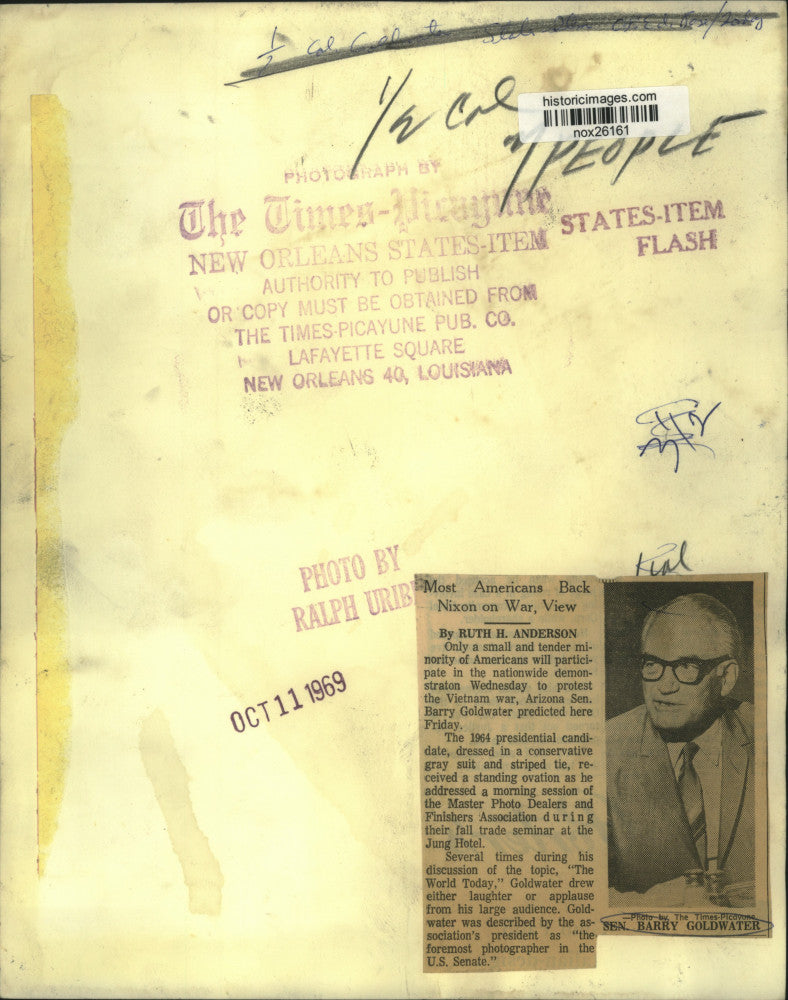 1/2 Col
historicimages.com
nox26161
PEOPLE
PHOTOGRAPH BY
The Times-Picayune
NEW ORLEANS STATES-ITEM
AUTHORITY TO PUBLISH
OR COPY MUST BE OBTAINED FROM
THE TIMES-PICAYUNE PUB. CO.
LAFAYETTE SQUARE
NEW ORLEANS 40, LOUISIANA
STATES-ITEM
FLASH
PHOTO BY
RALPH URIB
OCT 11 1969
Most Americans Back
Nixon on War, View
By RUTH H. ANDERSON
Only a small and tender mi-
nority of Americans will partici-
pate in the nationwide demon-
straton Wednesday to protest
the Vietnam war, Arizona Sen.
Barry Goldwater predicted here
Friday.
The 1964 presidential candi-
date, dressed in a conservative
gray suit and striped tie, re-
ceived a standing ovation as he
addressed a morning session of
the Master Photo Dealers and
Finishers Association during
their fall trade seminar at the
Jung Hotel.
Several times during his
discussion of the topic, "The
World Today," Goldwater drew
either laughter or applause
from his large audience. Gold-
water was described by the as-
sociation's president as "the
foremost photographer in the
U.S. Senate."
—Photo by The Times-Picayune
SEN. BARRY GOLDWATER